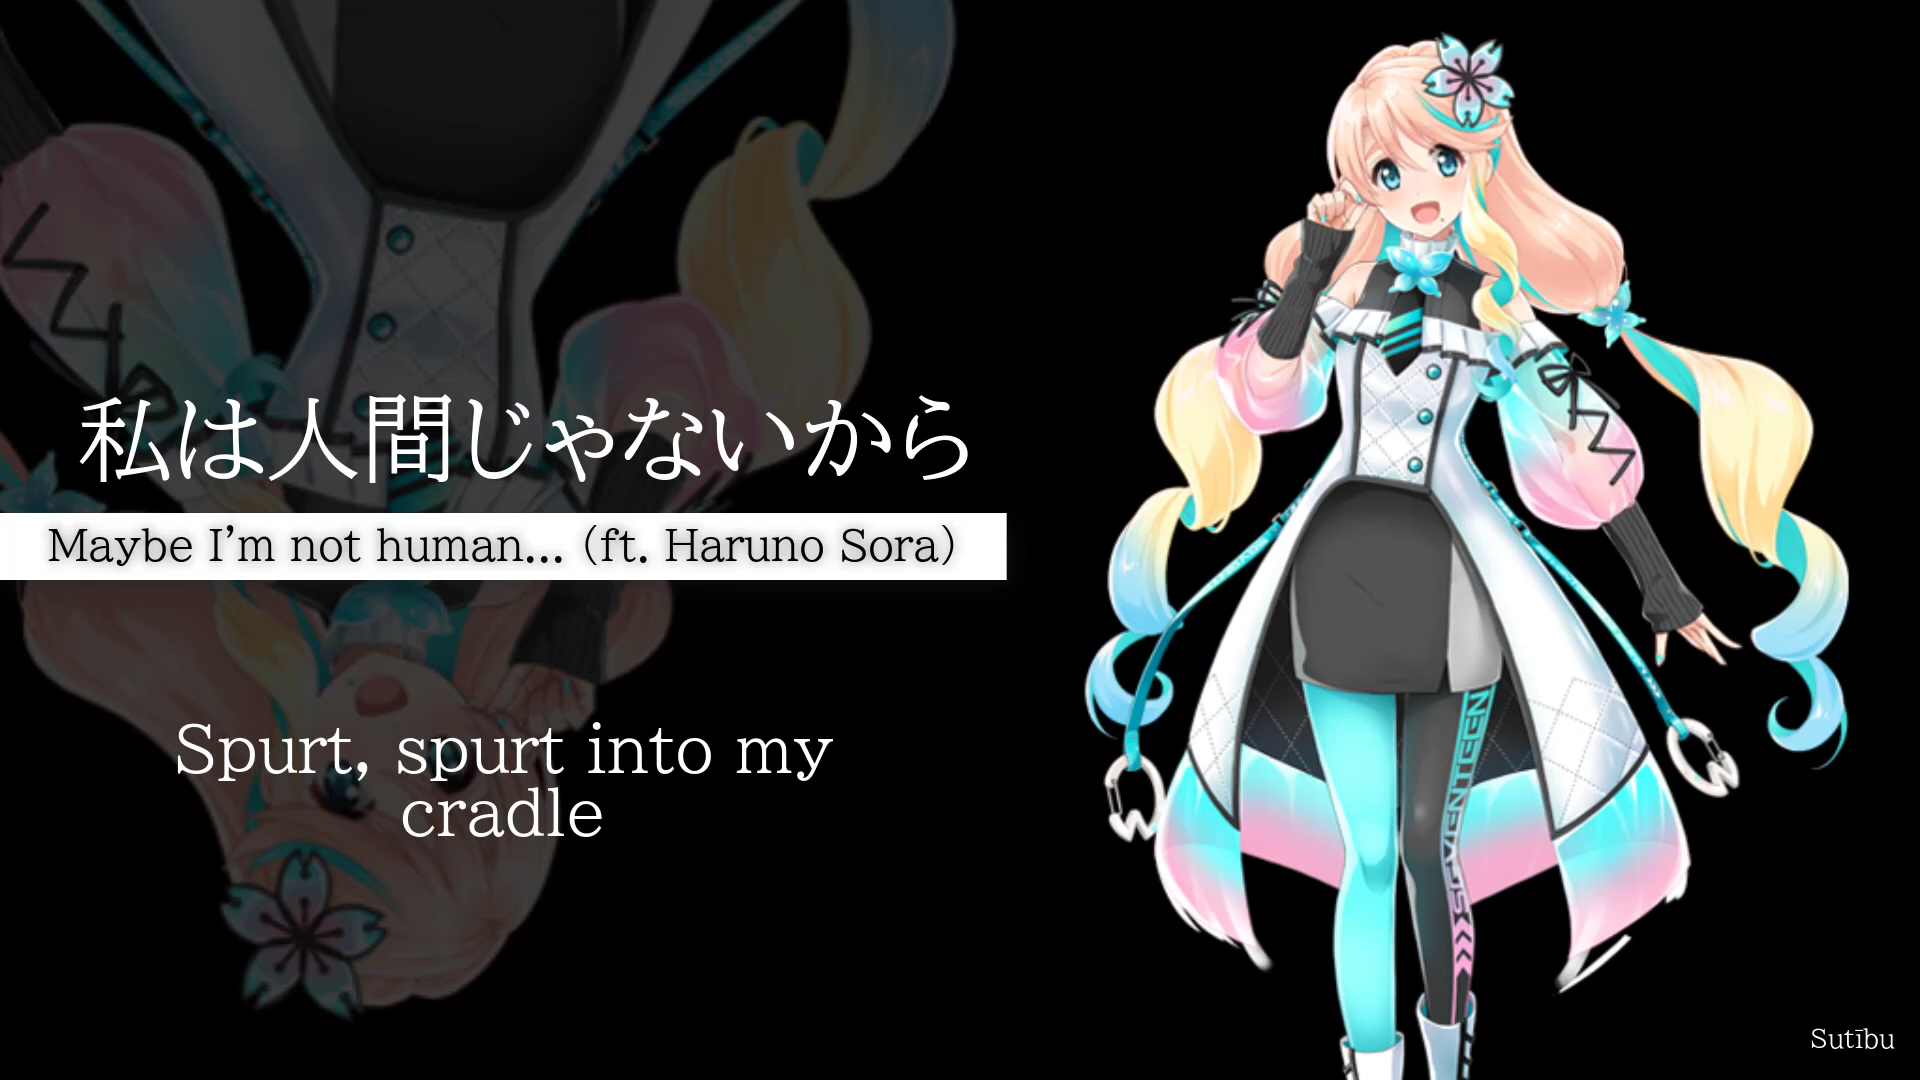 私は人間じゃないから
Maybe I’m not human... (ft. Haruno Sora)
Spurt, spurt into my
cradle
SEVENTEEN
Sutību